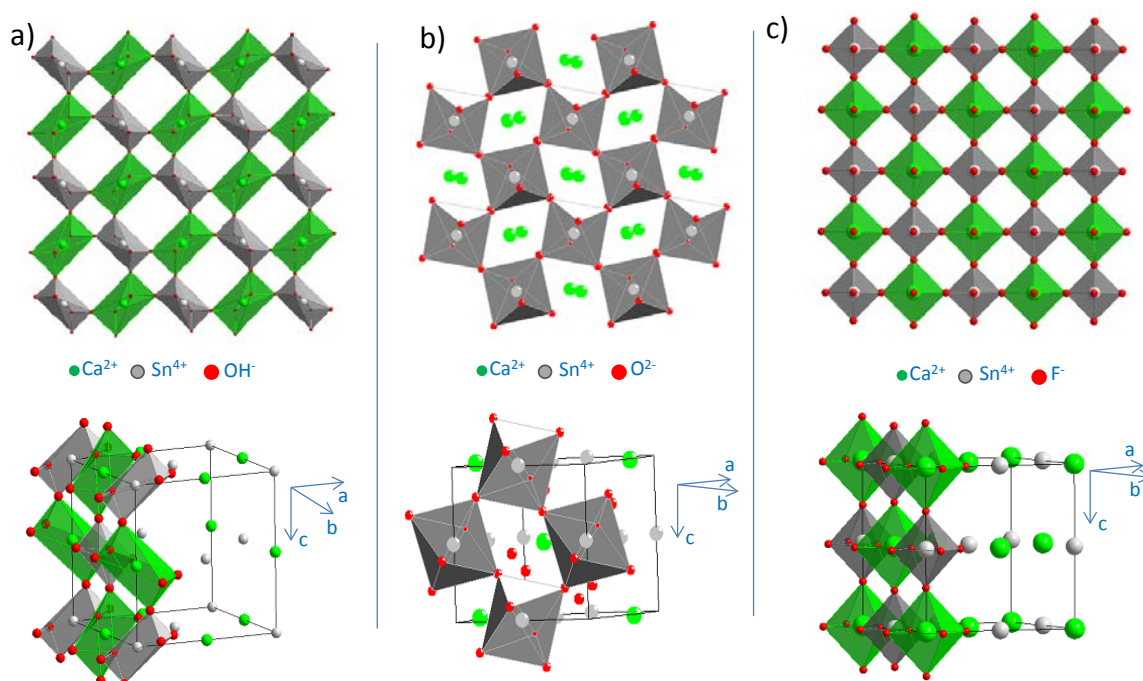 a)
b)
c)
Ca²⁺ Sn⁴⁺ OH⁻
Ca²⁺ Sn⁴⁺ O²⁻
Ca²⁺ Sn⁴⁺ F⁻
a
b
c
a
b
c
a
b
c